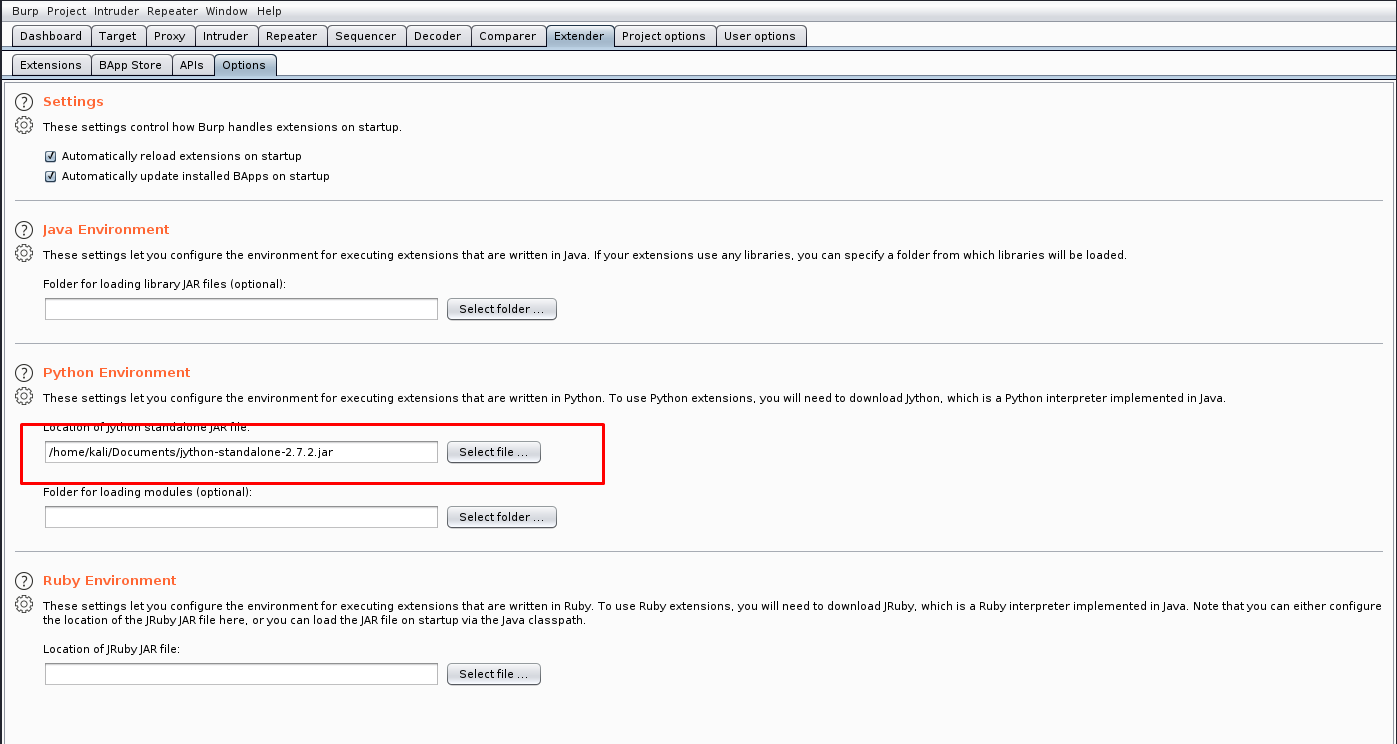 Burp Project Intruder Repeater Window Help
Dashboard Target Proxy Intruder Repeater Sequencer Decoder Comparer Extender Project options User options
Extensions BApp Store APIs Options
? Settings
These settings control how Burp handles extensions on startup.
Automatically reload extensions on startup
Automatically update installed BApps on startup
? Java Environment
These settings let you configure the environment for executing extensions that are written in Java. If your extensions use any libraries, you can specify a folder from which libraries will be loaded.
Folder for loading library JAR files (optional):
Select folder ...
? Python Environment
These settings let you configure the environment for executing extensions that are written in Python. To use Python extensions, you will need to download Jython, which is a Python interpreter implemented in Java.
Location of Jython standalone JAR file:
/home/kali/Documents/jython-standalone-2.7.2.jar Select file ...
Folder for loading modules (optional):
Select folder ...
? Ruby Environment
These settings let you configure the environment for executing extensions that are written in Ruby. To use Ruby extensions, you will need to download JRuby, which is a Ruby interpreter implemented in Java. Note that you can either configure
the location of the JRuby JAR file here, or you can load the JAR file on startup via the Java classpath.
Location of JRuby JAR file:
Select file ...